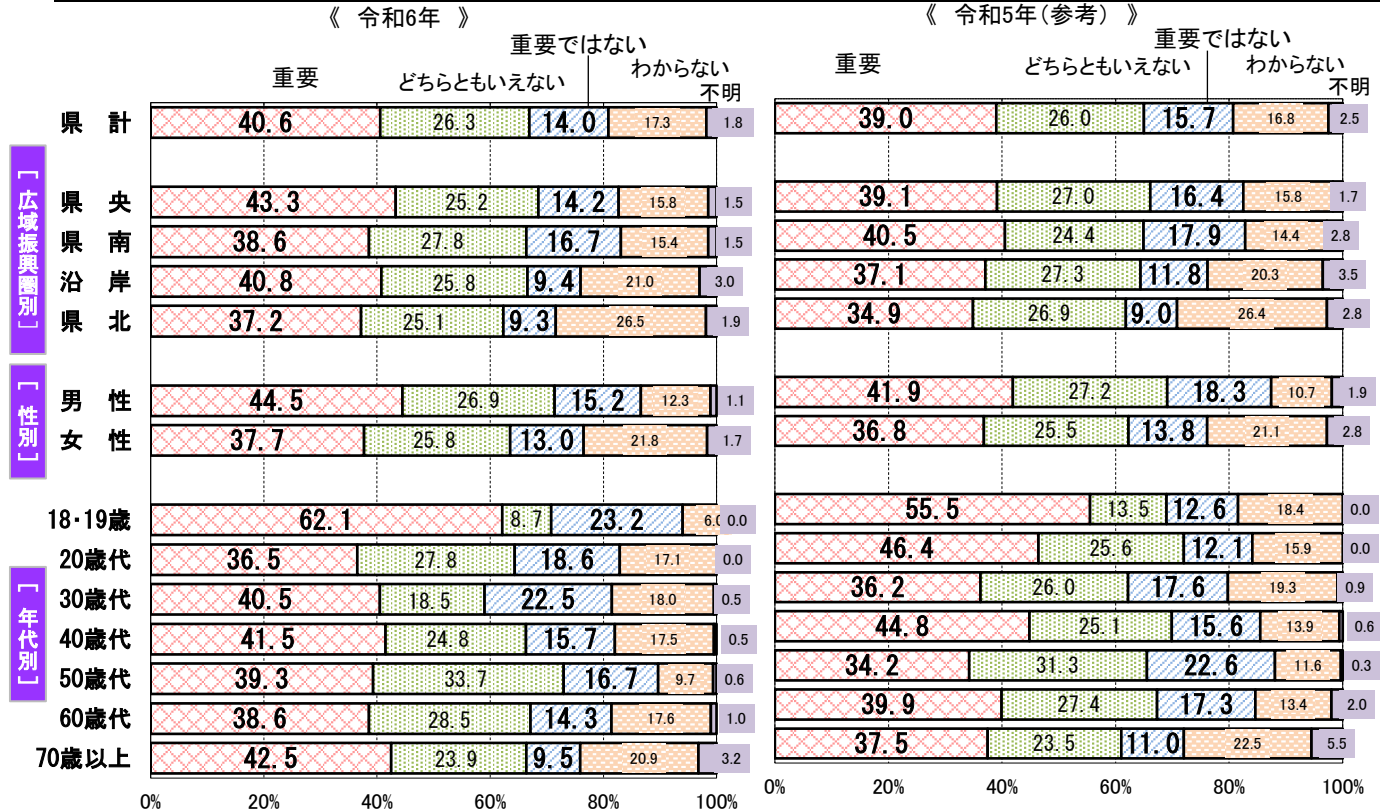 《 令和6年 》
《 令和5年(参考) 》
重要
どちらともいえない
重要ではない
わからない
不明
重要
どちらともいえない
重要ではない
わからない
不明
県 計 40.6 26.3 14.0 17.3 1.8 39.0 26.0 15.7 16.8 2.5
[広域振興圏別]
県 央 43.3 25.2 14.2 15.8 1.5 39.1 27.0 16.4 15.8 1.7
県 南 38.6 27.8 16.7 15.4 1.5 40.5 24.4 17.9 14.4 2.8
沿 岸 40.8 25.8 9.4 21.0 3.0 37.1 27.3 11.8 20.3 3.5
県 北 37.2 25.1 9.3 26.5 1.9 34.9 26.9 9.0 26.4 2.8
[性別]
男 性 44.5 26.9 15.2 12.3 1.1 41.9 27.2 18.3 10.7 1.9
女 性 37.7 25.8 13.0 21.8 1.7 36.8 25.5 13.8 21.1 2.8
[年代別]
18・19歳 62.1 8.7 23.2 6.0 0.0 55.5 13.5 12.6 18.4 0.0
20歳代 36.5 27.8 18.6 17.1 0.0 46.4 25.6 12.1 15.9 0.0
30歳代 40.5 18.5 22.5 18.0 0.5 36.2 26.0 17.6 19.3 0.9
40歳代 41.5 24.8 15.7 17.5 0.5 44.8 25.1 15.6 13.9 0.6
50歳代 39.3 33.7 16.7 9.7 0.6 34.2 31.3 22.6 11.6 0.3
60歳代 38.6 28.5 14.3 17.6 1.0 39.9 27.4 17.3 13.4 2.0
70歳以上 42.5 23.9 9.5 20.9 3.2 37.5 23.5 11.0 22.5 5.5
0% 20% 40% 60% 80% 100% 0% 20% 40% 60% 80% 100%